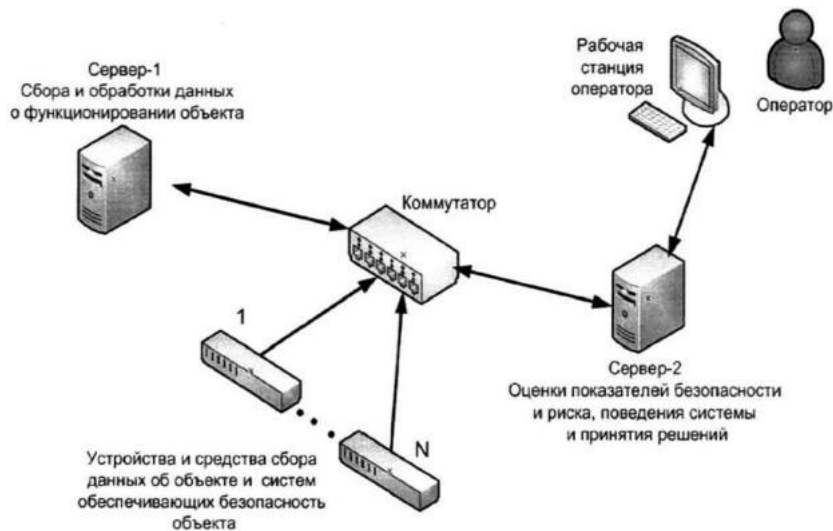 Сервер-1
Сбора и обработки данных
о функционировании объекта
Рабочая
станция
оператора
Оператор
Коммутатор
1
N
Сервер-2
Оценки показателей безопасности
и риска, поведения системы
и принятия решений
Устройства и средства сбора
данных об объекте и систем
обеспечивающих безопасность
объекта